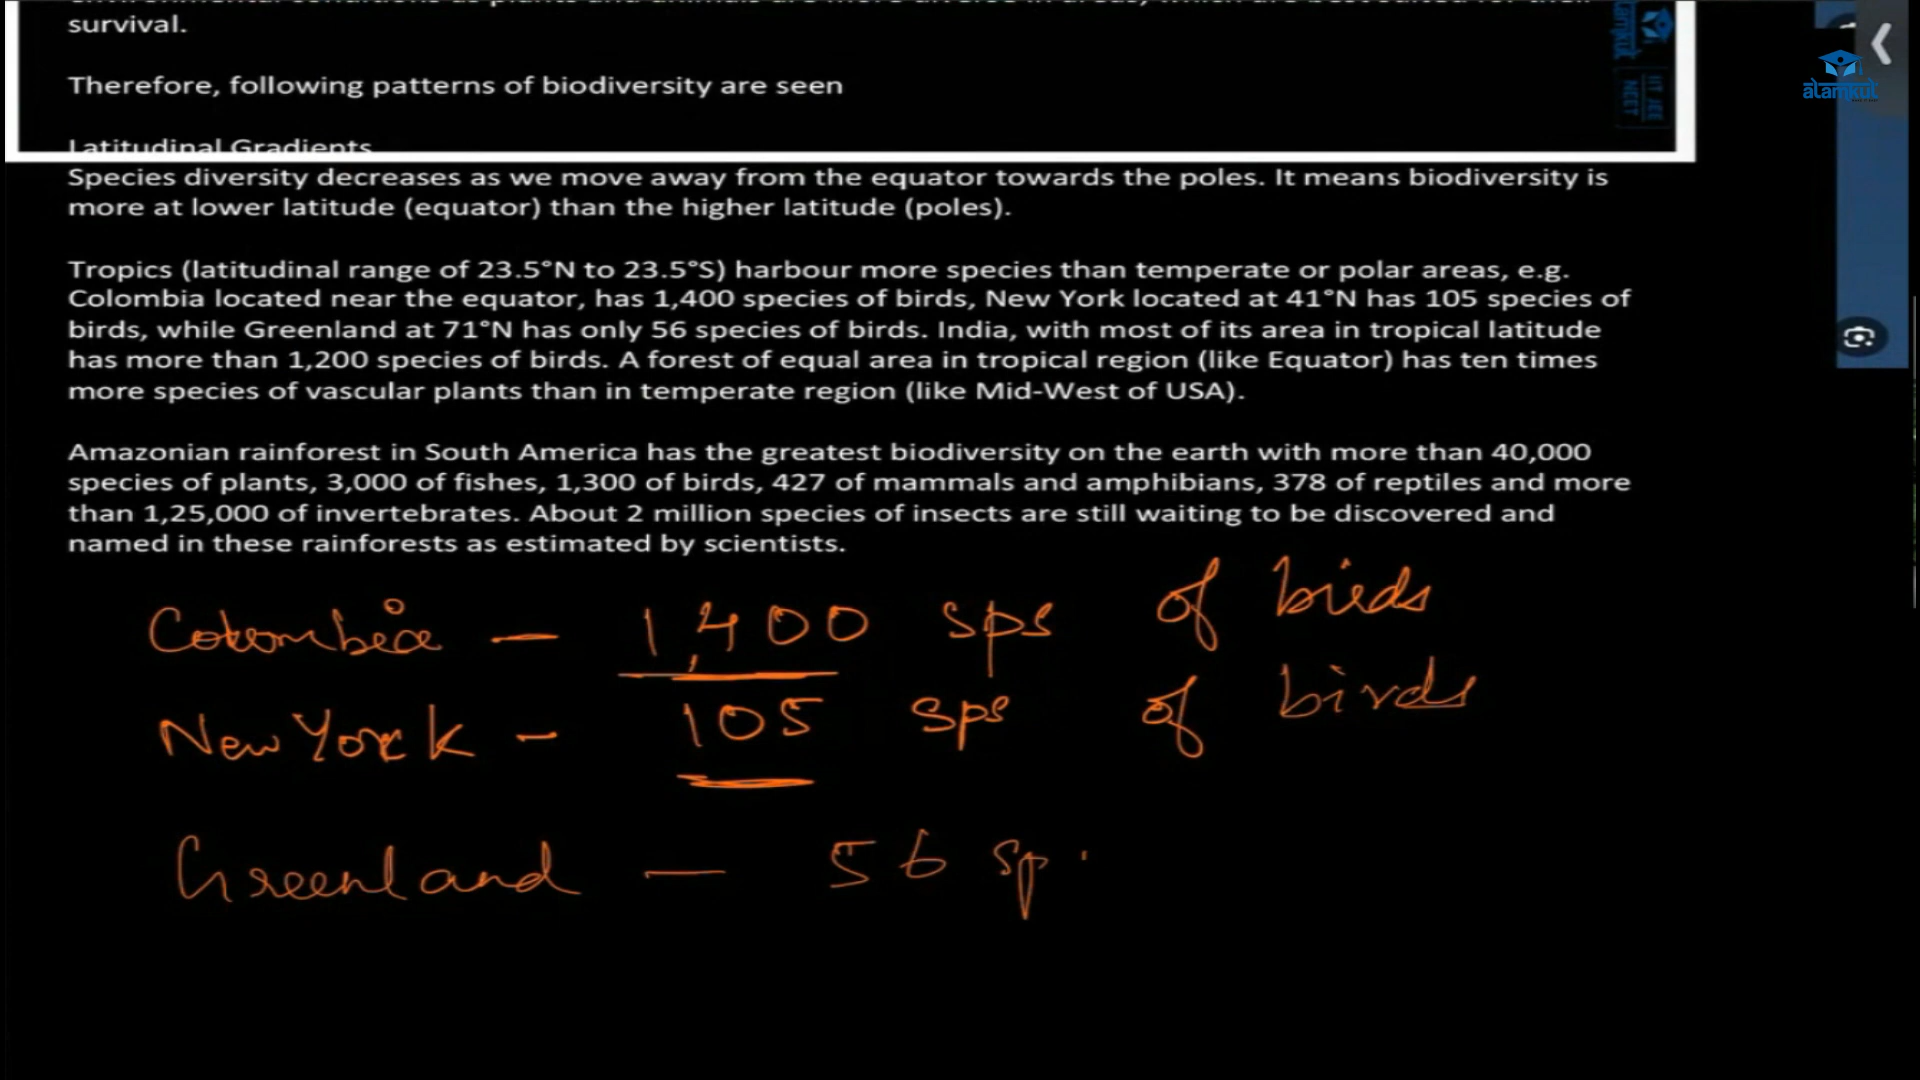 survival.
Therefore, following patterns of biodiversity are seen
Latitudinal Gradients
Species diversity decreases as we move away from the equator towards the poles. It means biodiversity is
more at lower latitude (equator) than the higher latitude (poles).
Tropics (latitudinal range of 23.5°N to 23.5°S) harbour more species than temperate or polar areas, e.g.
Colombia located near the equator, has 1,400 species of birds, New York located at 41°N has 105 species of
birds, while Greenland at 71°N has only 56 species of birds. India, with most of its area in tropical latitude
has more than 1,200 species of birds. A forest of equal area in tropical region (like Equator) has ten times
more species of vascular plants than in temperate region (like Mid-West of USA).
Amazonian rainforest in South America has the greatest biodiversity on the earth with more than 40,000
species of plants, 3,000 of fishes, 1,300 of birds, 427 of mammals and amphibians, 378 of reptiles and more
than 1,25,000 of invertebrates. About 2 million species of insects are still waiting to be discovered and
named in these rainforests as estimated by scientists.
Colombia - 1,400 sps of birds
New York - 105 sps of birds
Greenland - 56 sp.
alamkut
IIT JEE
NEET